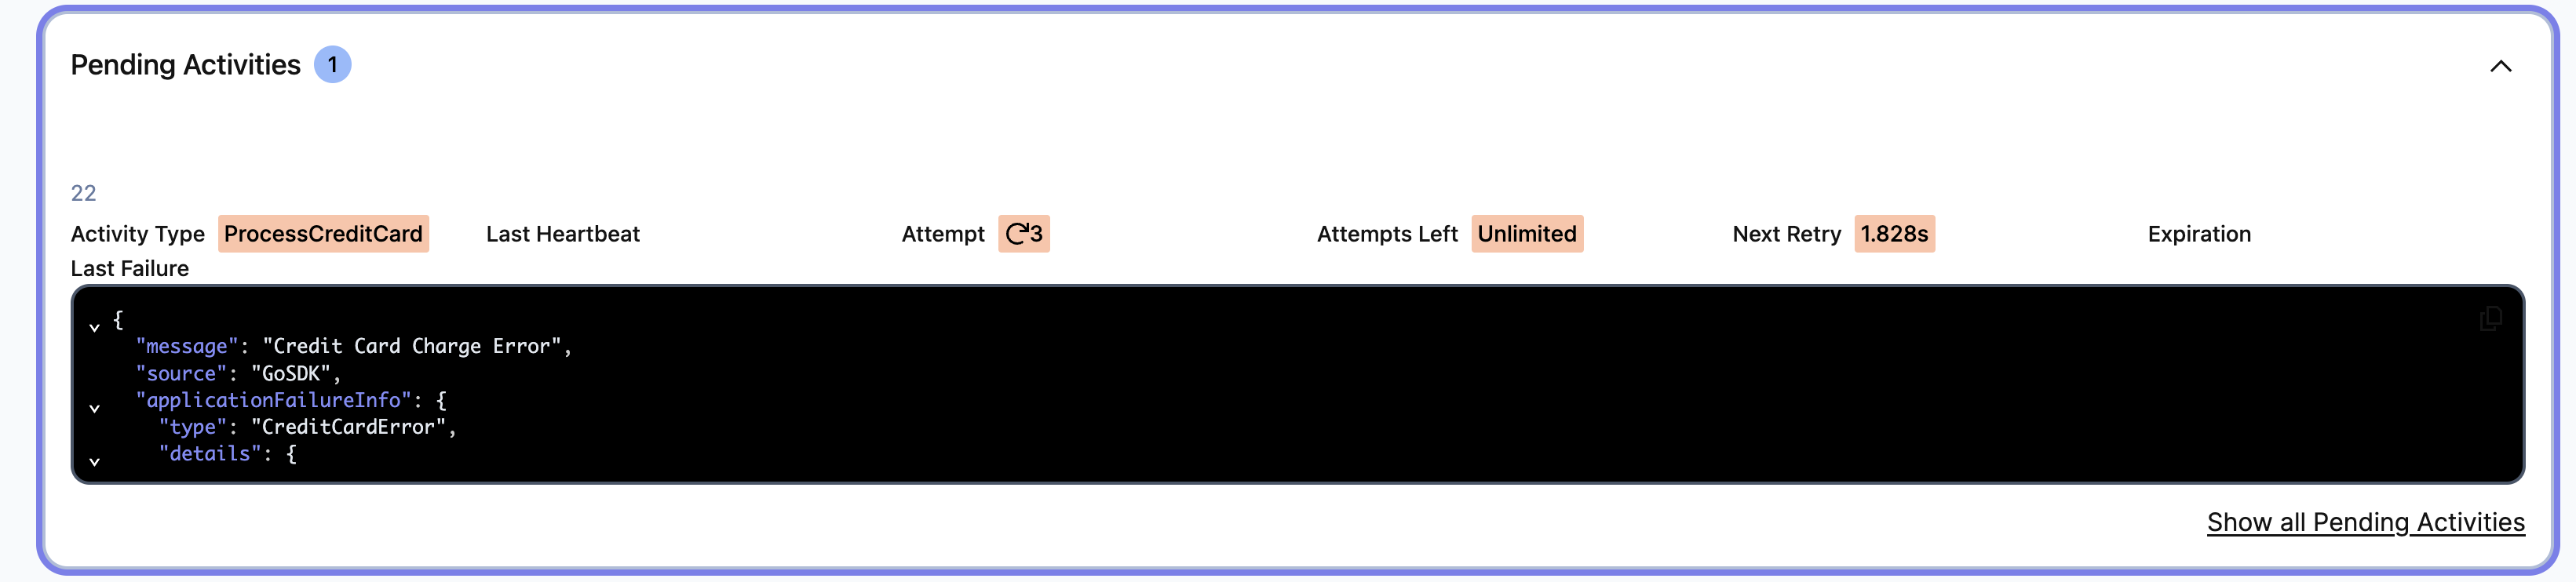 Pending Activities 1
22
Activity Type ProcessCreditCard Last Heartbeat Attempt 3 Attempts Left Unlimited Next Retry 1.828s Expiration
Last Failure
{
"message": "Credit Card Charge Error",
"source": "GoSDK",
"applicationFailureInfo": {
"type": "CreditCardError",
"details": {
Show all Pending Activities